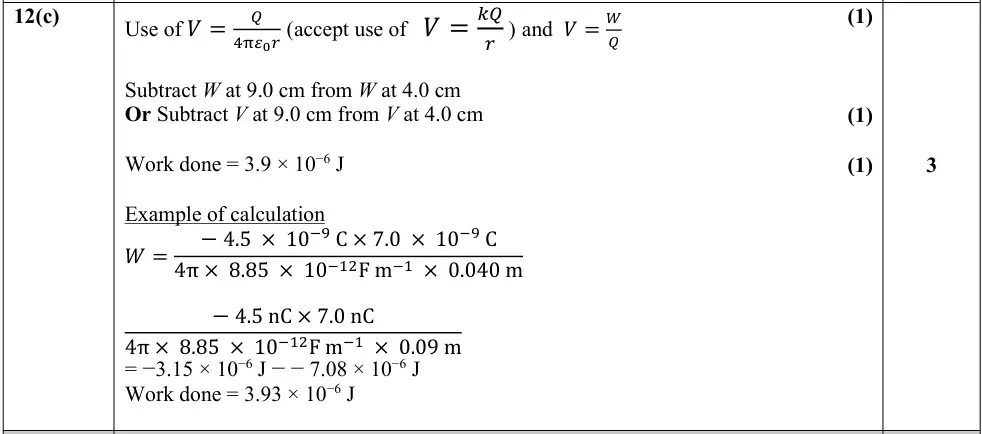 12(c)
Use of V = Q / 4πε₀r (accept use of V = kQ / r ) and V = W / Q (1)
Subtract W at 9.0 cm from W at 4.0 cm
Or Subtract V at 9.0 cm from V at 4.0 cm (1)
Work done = 3.9 × 10⁻⁶ J (1) 3
Example of calculation
W = − 4.5 × 10⁻⁹ C × 7.0 × 10⁻⁹ C / 4π × 8.85 × 10⁻¹²F m⁻¹ × 0.040 m
− 4.5 nC × 7.0 nC / 4π × 8.85 × 10⁻¹²F m⁻¹ × 0.09 m
= −3.15 × 10⁻⁶ J − − 7.08 × 10⁻⁶ J
Work done = 3.93 × 10⁻⁶ J